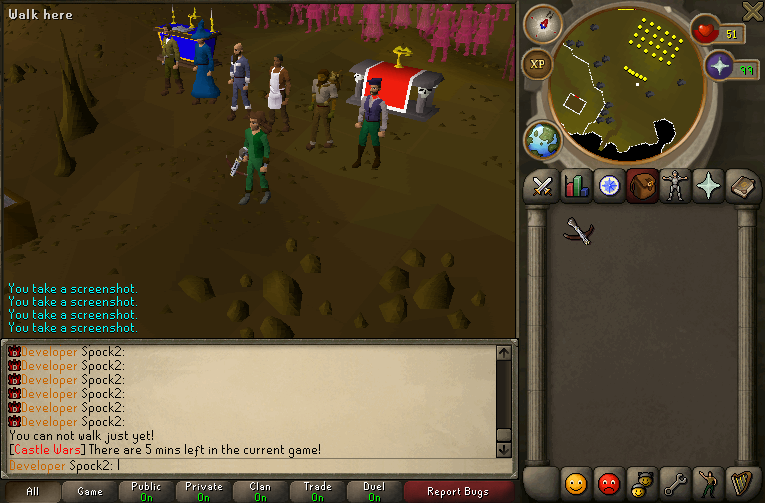 Walk here
51
XP
99
You take a screenshot.
You take a screenshot.
You take a screenshot.
You take a screenshot.
Developer Spock2:
Developer Spock2:
Developer Spock2:
Developer Spock2:
Developer Spock2:
Developer Spock2:
You can not walk just yet!
[Castle Wars] There are 5 mins left in the current game!
Developer Spock2: |
All
Game
Public
On
Private
On
Clan
On
Trade
On
Duel
On
Report Bugs